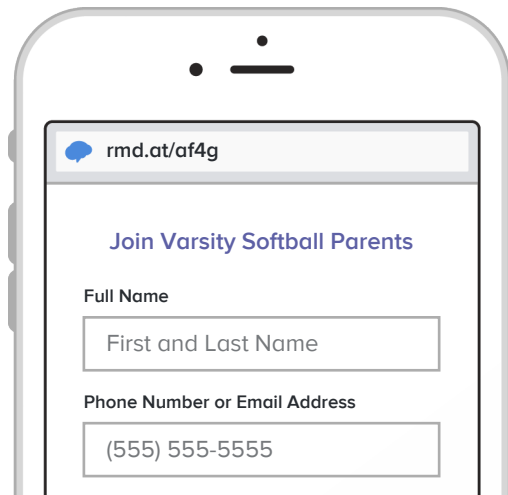 rmd.at/af4g
Join Varsity Softball Parents
Full Name
First and Last Name
Phone Number or Email Address
(555) 555-5555